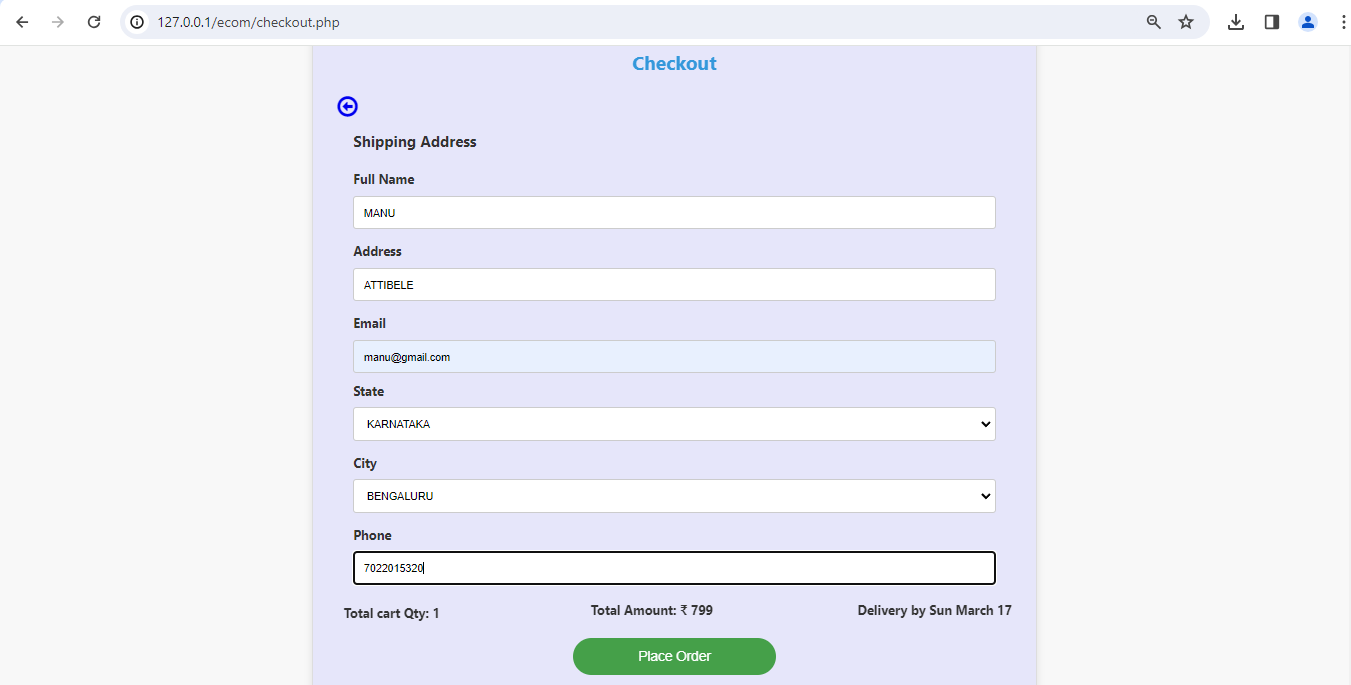 127.0.0.1/ecom/checkout.php
Checkout
Shipping Address
Full Name
MANU
Address
ATTIBELE
Email
manu@gmail.com
State
KARNATAKA
City
BENGALURU
Phone
7022015320
Total cart Qty: 1 Total Amount: ₹ 799 Delivery by Sun March 17
Place Order